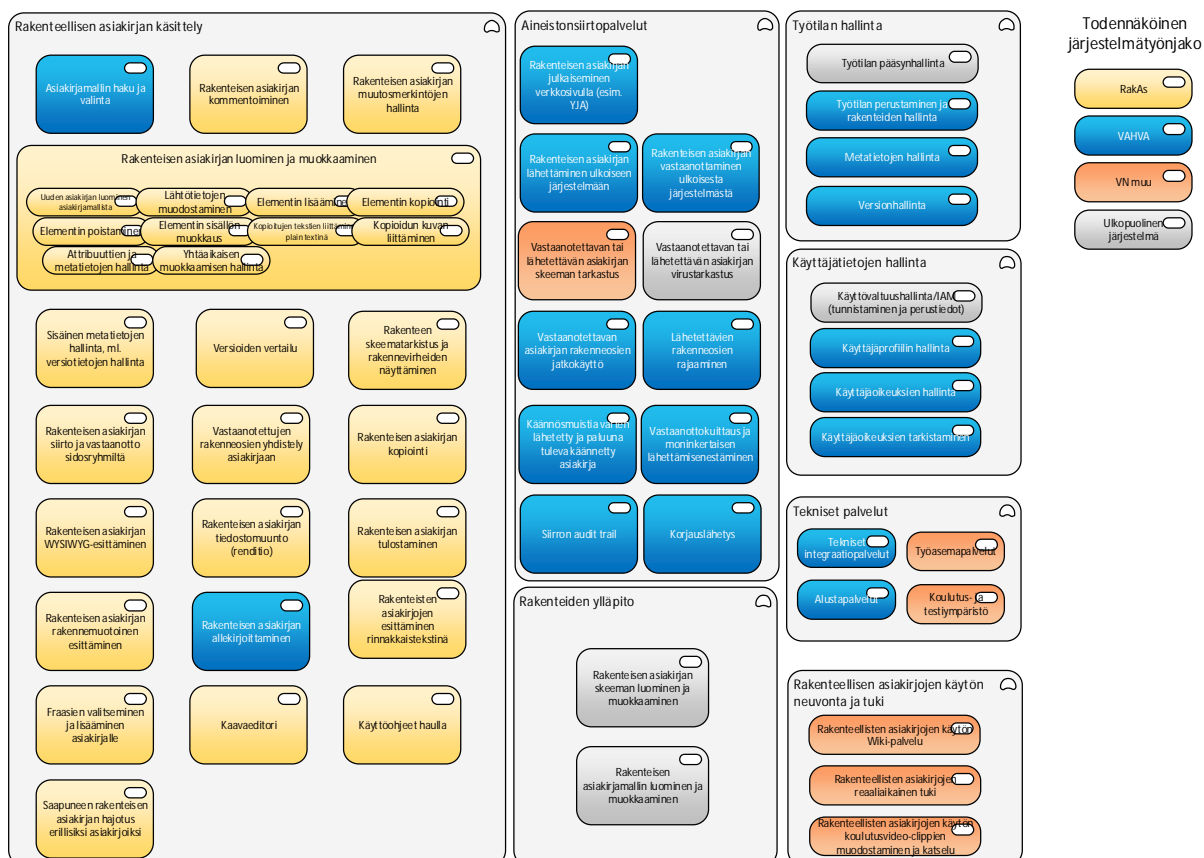 Rakenteellisen asiakirjan käsittely
Asiakirjamallin haku ja
valinta
Rakenteisen asiakirjan
kommentoiminen
Rakenteisen asiakirjan
muutosmerkintöjen
hallinta
Rakenteisen asiakirjan luominen ja muokkaaminen
Uuden asiakirjan luominen
asiakirjamallista
Lähtötietojen
muodostaminen
Elementin lisääminen
Elementin kopiointi
Elementin poistaminen
Elementin sisällön
muokkaus
Kopioitujen tekstien liittäminen
plain textinä
Kopioidun kuvan
liittäminen
Attribuuttien ja
metatietojen hallinta
Yhtäaikaisen
muokkaamisen hallinta
Sisäinen metatietojen
hallinta, ml.
versiotietojen hallinta
Versioiden vertailu
Rakenteen
skeematarkistus ja
rakennevirheiden
näyttäminen
Rakenteisen asiakirjan
siirto ja vastaanotto
sidosryhmiltä
Vastaanotettujen
rakenneosien yhdistely
asiakirjaan
Rakenteisen asiakirjan
kopiointi
Rakenteisen asiakirjan
WYSIWYG-esittäminen
Rakenteisen asiakirjan
tiedostomuunto
(renditio)
Rakenteisen asiakirjan
tulostaminen
Rakenteisen asiakirjan
rakennemuotoinen
esittäminen
Rakenteisen asiakirjan
allekirjoittaminen
Rakenteisten
asiakirjojen
esittäminen
rinnakkaistekstinä
Fraasien valitseminen
ja lisääminen
asiakirjalle
Kaavaeditori
Käyttöohjeet haulla
Saapuneen rakenteisen
asiakirjan hajotus
erillisiksi asiakirjoiksi
Aineistonsiirtopalvelut
Rakenteisen asiakirjan
julkaiseminen
verkkosivulla (esim.
YJA)
Rakenteisen asiakirjan
lähettäminen ulkoiseen
järjestelmään
Rakenteisen asiakirjan
vastaanottaminen
ulkoisesta
järjestelmästä
Vastaanotettavan tai
lähetettävän asiakirjan
skeeman tarkastus
Vastaanotettavan tai
lähetettävän asiakirjan
virustarkastus
Vastaanotettavan
asiakirjan rakenneosien
jatkokäyttö
Lähetettävien
rakenneosien
rajaaminen
Käännösmuistia varten
lähetetty ja paluuna
tuleva käännetty
asiakirja
Vastaanottokuittaus ja
moninkertaisen
lähettämisenestäminen
Siirron audit trail
Korjauslähetys
Rakenteiden ylläpito
Rakenteisen asiakirjan
skeeman luominen ja
muokkaaminen
Rakenteisen
asiakirjamallin luominen ja
muokkaaminen
Työtilan hallinta
Työtilan pääsynhallinta
Työtilan perustaminen ja
rakenteiden hallinta
Metatietojen hallinta
Versionhallinta
Käyttäjätietojen hallinta
Käyttövaltuushallinta/IAM
(tunnistaminen ja perustiedot)
Käyttäjäprofiilin hallinta
Käyttäjäoikeuksien hallinta
Käyttäjäoikeuksien tarkistaminen
Tekniset palvelut
Tekniset
integraatiopalvelut
Työasemapalvelut
Alustapalvelut
Koulutus- ja
testiympäristö
Rakenteellisen asiakirjojen käytön
neuvonta ja tuki
Rakenteellisten asiakirjojen käytön
Wiki-palvelu
Rakenteellisten asiakirjojen
reaaliaikainen tuki
Rakenteellisten asiakirjojen käytön
koulutusvideo-clippien
muodostaminen ja katselu
Todennäköinen
järjestelmätyönjako
RakAs
VAHVA
VN muu
Ulkopuolinen
järjestelmä